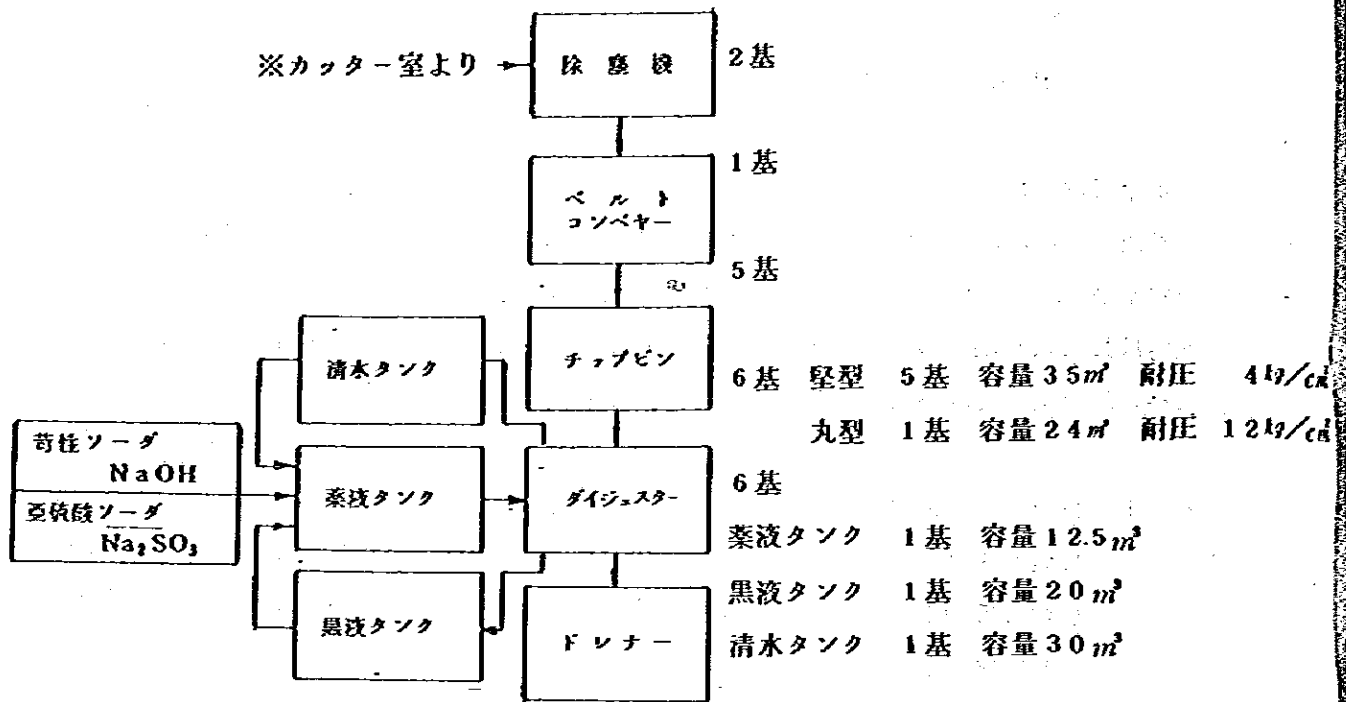 ※カッター室より
除塵機
2基
1基
ベルト
コンベヤー
5基
清水タンク
チップビン
6基 竪型 5基 容量35㎥ 耐圧 4kg/cm²
丸型 1基 容量24㎥ 耐圧 12kg/cm²
苛性ソーダ
NaOH
亜硫酸ソーダ
Na₂SO₃
薬液タンク
ダイジェスター
6基
薬液タンク 1基 容量12.5m³
黒液タンク 1基 容量20m³
清水タンク 1基 容量30m³
黒液タンク
ドレナー